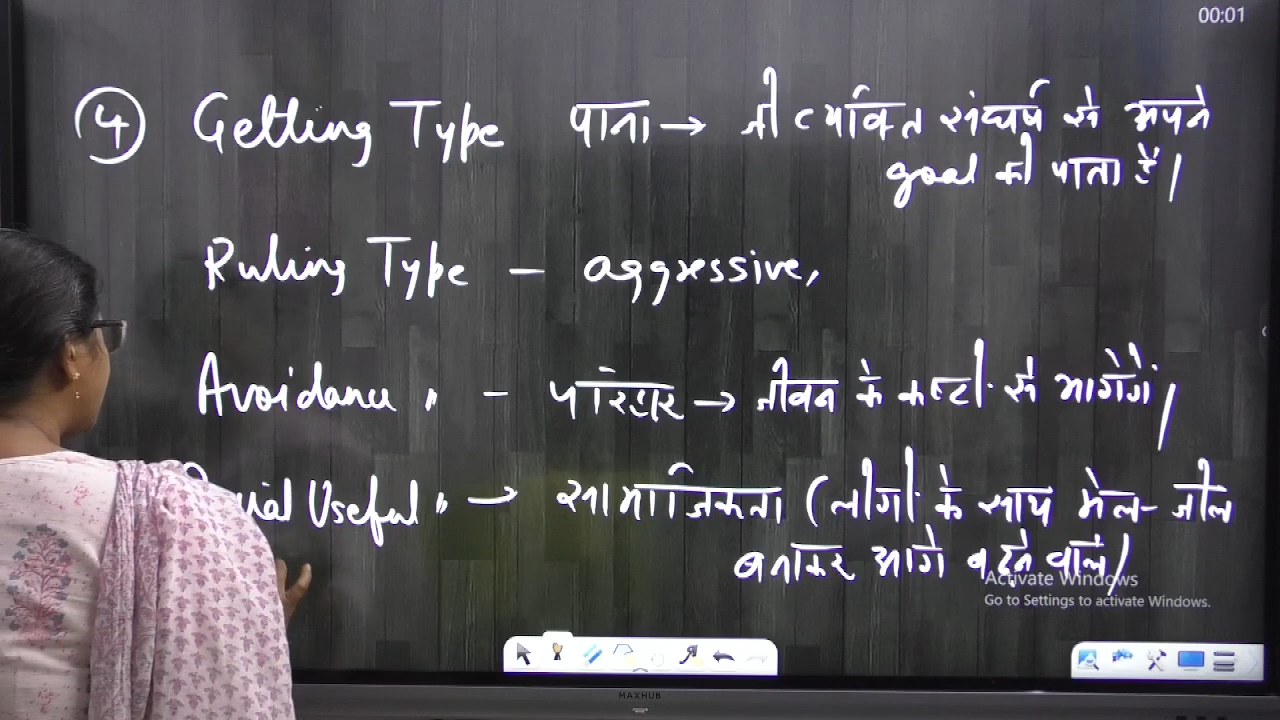 00:01
④ Getting Type पाना → जो व्यक्ति संघर्ष से अपने
goal को पाता है।
Ruling Type - aggressive,
Avoidance " - परिहार → जीवन के कष्टों से भागेगें।
Useful " → सामाजिकता (लोगों के साथ मेल-जोल
बनाकर आगे बढ़ने वाले।
Activate Windows
Go to Settings to activate Windows.
MAXHUB